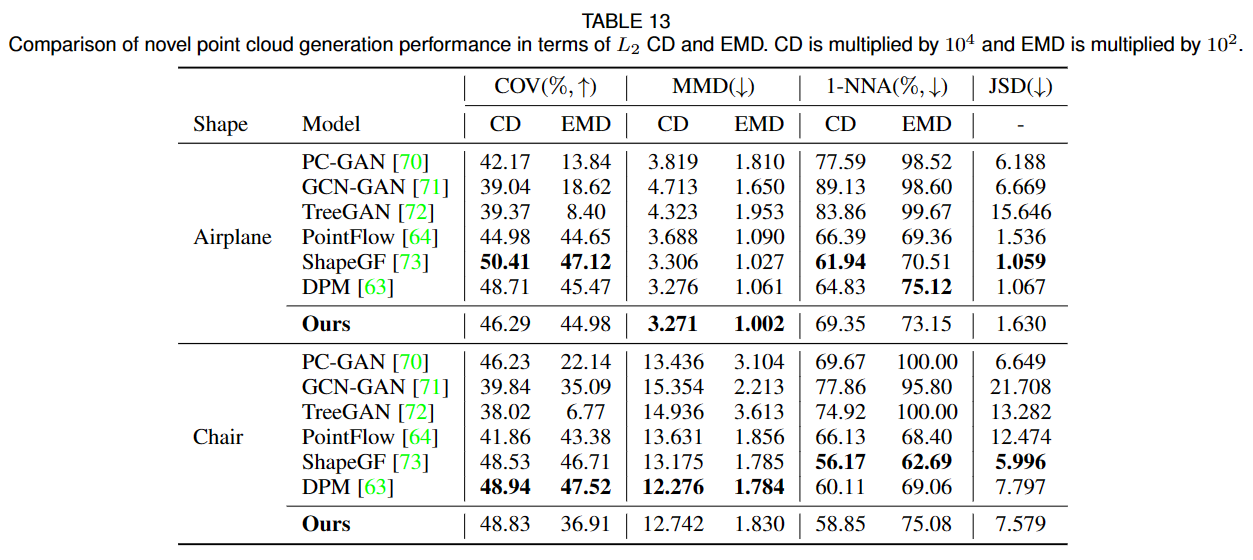 TABLE 13
Comparison of novel point cloud generation performance in terms of L2 CD and EMD. CD is multiplied by 10^4 and EMD is multiplied by 10^2.
COV(%, ↑) MMD(↓) 1-NNA(%, ↓) JSD(↓)
Shape Model CD EMD CD EMD CD EMD -
PC-GAN [70] 42.17 13.84 3.819 1.810 77.59 98.52 6.188
GCN-GAN [71] 39.04 18.62 4.713 1.650 89.13 98.60 6.669
TreeGAN [72] 39.37 8.40 4.323 1.953 83.86 99.67 15.646
Airplane PointFlow [64] 44.98 44.65 3.688 1.090 66.39 69.36 1.536
ShapeGF [73] 50.41 47.12 3.306 1.027 61.94 70.51 1.059
DPM [63] 48.71 45.47 3.276 1.061 64.83 75.12 1.067
Ours 46.29 44.98 3.271 1.002 69.35 73.15 1.630
PC-GAN [70] 46.23 22.14 13.436 3.104 69.67 100.00 6.649
GCN-GAN [71] 39.84 35.09 15.354 2.213 77.86 95.80 21.708
TreeGAN [72] 38.02 6.77 14.936 3.613 74.92 100.00 13.282
Chair PointFlow [64] 41.86 43.38 13.631 1.856 66.13 68.40 12.474
ShapeGF [73] 48.53 46.71 13.175 1.785 56.17 62.69 5.996
DPM [63] 48.94 47.52 12.276 1.784 60.11 69.06 7.797
Ours 48.83 36.91 12.742 1.830 58.85 75.08 7.579